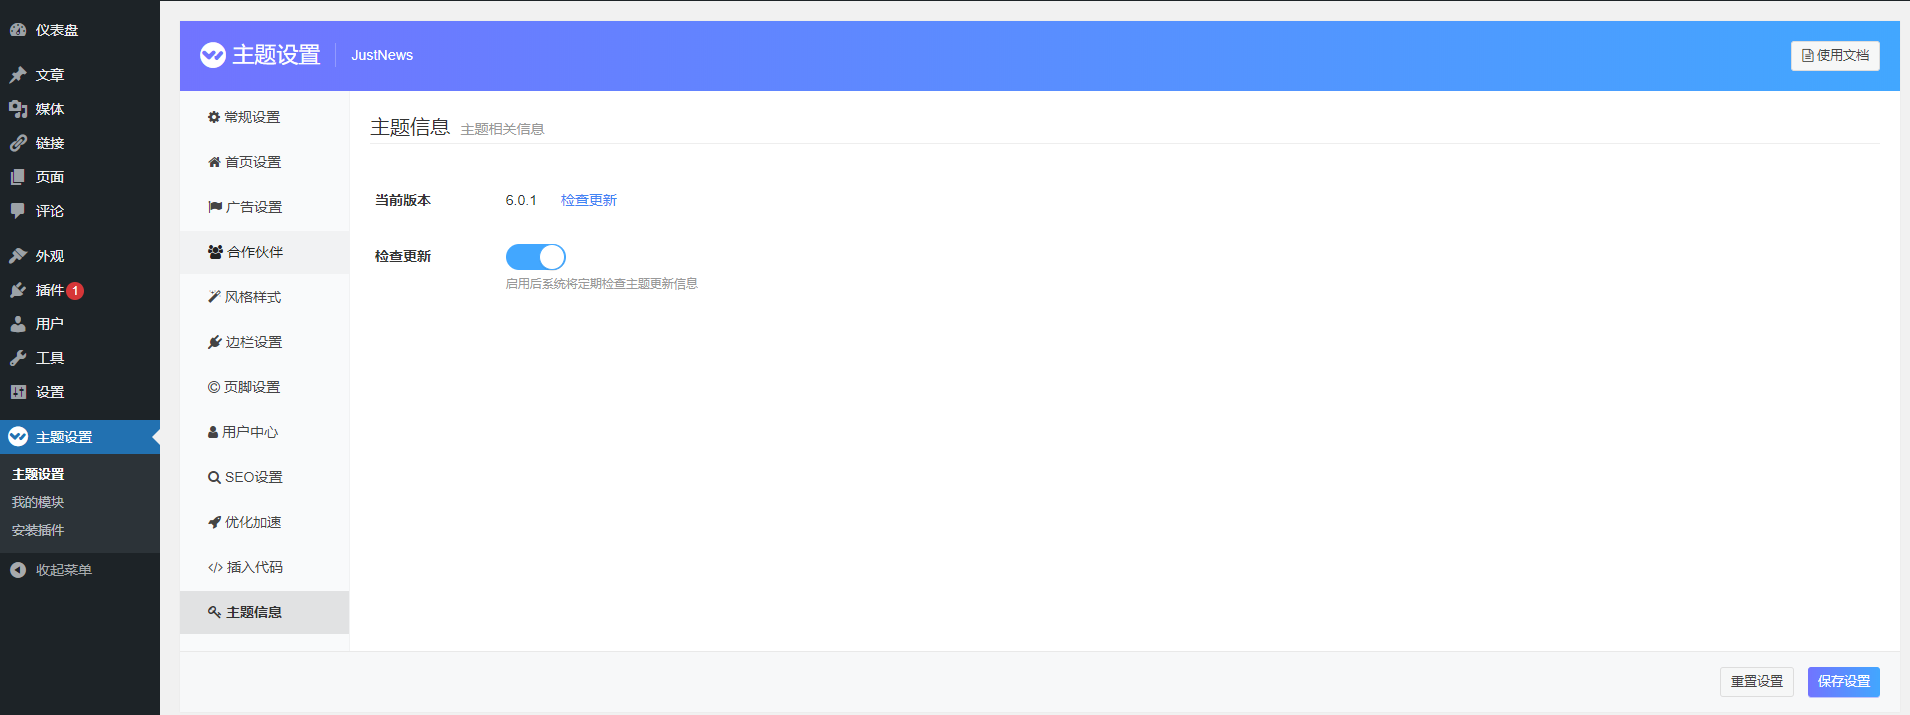 仪表盘
文章
媒体
链接
页面
评论
外观
插件 1
用户
工具
设置
主题设置
主题设置
我的模块
安装插件
收起菜单
主题设置 JustNews
使用文档
常规设置
首页设置
广告设置
合作伙伴
风格样式
边栏设置
页脚设置
用户中心
SEO设置
优化加速
插入代码
主题信息
主题信息 主题相关信息
当前版本 6.0.1 检查更新
检查更新
启用后系统将定期检查主题更新信息
重置设置 保存设置